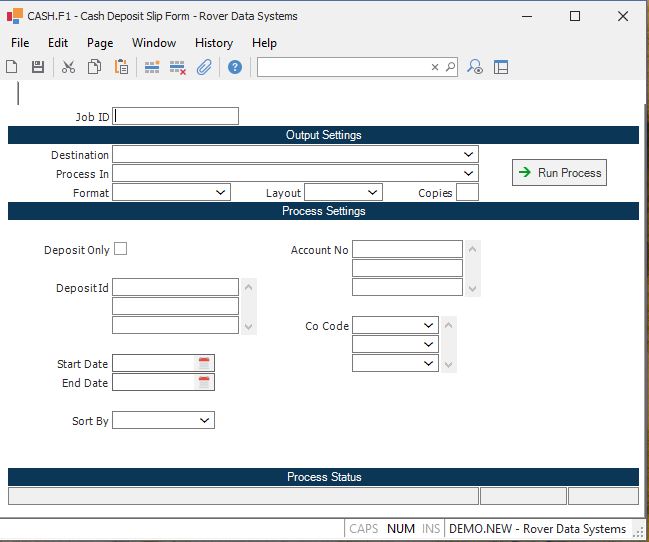 CASH.F1 - Cash Deposit Slip Form - Rover Data Systems
File Edit Page Window History Help
Job ID
Output Settings
Destination
Process In
Run Process
Format Layout Copies
Process Settings
Deposit Only Account No
Deposit Id
Co Code
Start Date
End Date
Sort By
Process Status
CAPS NUM INS DEMO.NEW - Rover Data Systems